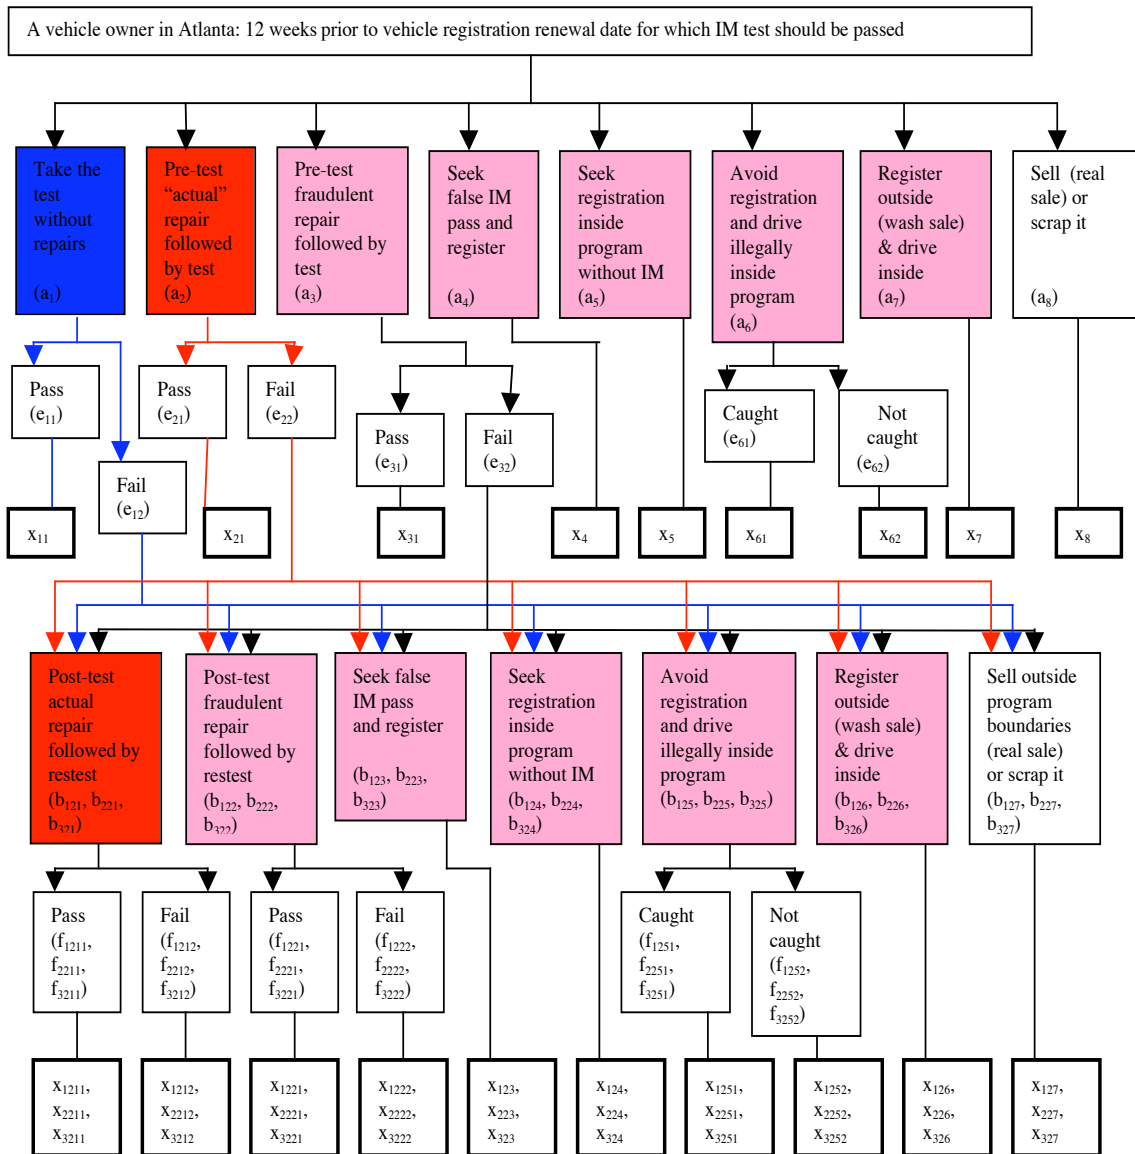 A vehicle owner in Atlanta: 12 weeks prior to vehicle registration renewal date for which IM test should be passed
Take the
test
without
repairs
(a₁)
Pre-test
“actual”
repair
followed
by test
(a₂)
Pre-test
fraudulent
repair
followed by
test
(a₃)
Seek
false IM
pass and
register
(a₄)
Seek
registration
inside
program
without IM
(a₅)
Avoid
registration
and drive
illegally
inside
program
(a₆)
Register
outside
(wash sale)
& drive
inside
(a₇)
Sell (real
sale) or
scrap it
(a₈)
Pass
(e₁₁)
Fail
(e₁₂)
Pass
(e₂₁)
Fail
(e₂₂)
Pass
(e₃₁)
Fail
(e₃₂)
Caught
(e₆₁)
Not
caught
(e₆₂)
x₁₁
x₂₁
x₃₁
x₄
x₅
x₆₁
x₆₂
x₇
x₈
Post-test
actual
repair
followed by
restest
(b₁₂₁, b₂₂₁,
b₃₂₁)
Post-test
fraudulent
repair
followed by
restest
(b₁₂₂, b₂₂₂,
b₃₂₂)
Seek false
IM pass
and register
(b₁₂₃, b₂₂₃,
b₃₂₃)
Seek
registration
inside
program
without IM
(b₁₂₄, b₂₂₄,
b₃₂₄)
Avoid
registration
and drive
illegally inside
program
(b₁₂₅, b₂₂₅, b₃₂₅)
Register
outside
(wash sale)
& drive
inside
(b₁₂₆, b₂₂₆,
b₃₂₆)
Sell outside
program
boundaries
(real sale)
or scrap it
(b₁₂₇, b₂₂₇,
b₃₂₇)
Pass
(f₁₂₁₁,
f₂₂₁₁,
f₃₂₁₁)
Fail
(f₁₂₁₂,
f₂₂₁₂,
f₃₂₁₂)
Pass
(f₁₂₂₁,
f₂₂₂₁,
f₃₂₂₁)
Fail
(f₁₂₂₂,
f₂₂₂₂,
f₃₂₂₂)
Caught
(f₁₂₅₁,
f₂₂₅₁,
f₃₂₅₁)
Not
caught
(f₁₂₅₂,
f₂₂₅₂,
f₃₂₅₂)
x₁₂₁₁,
x₂₂₁₁,
x₃₂₁₁
x₁₂₁₂,
x₂₂₁₂,
x₃₂₁₂
x₁₂₂₁,
x₂₂₂₁,
x₃₂₂₁
x₁₂₂₂,
x₂₂₂₂,
x₃₂₂₂
x₁₂₃,
x₂₂₃,
x₃₂₃
x₁₂₄,
x₂₂₄,
x₃₂₄
x₁₂₅₁,
x₂₂₅₁,
x₃₂₅₁
x₁₂₅₂,
x₂₂₅₂,
x₃₂₅₂
x₁₂₆,
x₂₂₆,
x₃₂₆
x₁₂₇,
x₂₂₇,
x₃₂₇